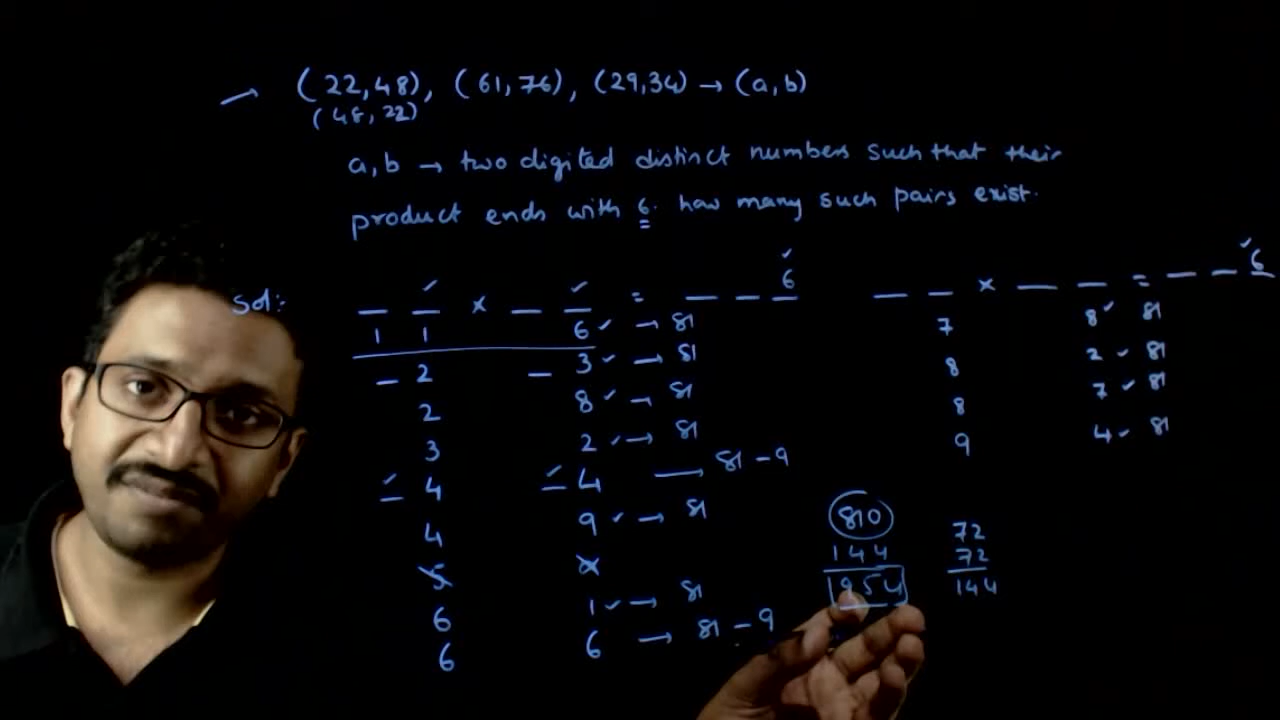 → (22,48), (61,76), (29,34) → (a,b)
(48,22)
a,b → two digited distinct numbers such that their
product ends with 6. how many such pairs exist.
Sol:- _ _ × _ _ = _ _ _ 6
1 1 6 ✓ → 81
_ 2 _ 3 ✓ → 81
2 8 ✓ → 81
3 2 ✓ → 81
_ 4 _ 4 → 81 - 9
4 9 ✓ → 81
5 x
6 1 ✓ → 81
6 6 → 81 - 9
_ _ × _ _ = _ _ 6
7 8 ✓ 81
8 2 ✓ 81
8 7 ✓ 81
9 4 ✓ 81
810
144
1954
72
72
144